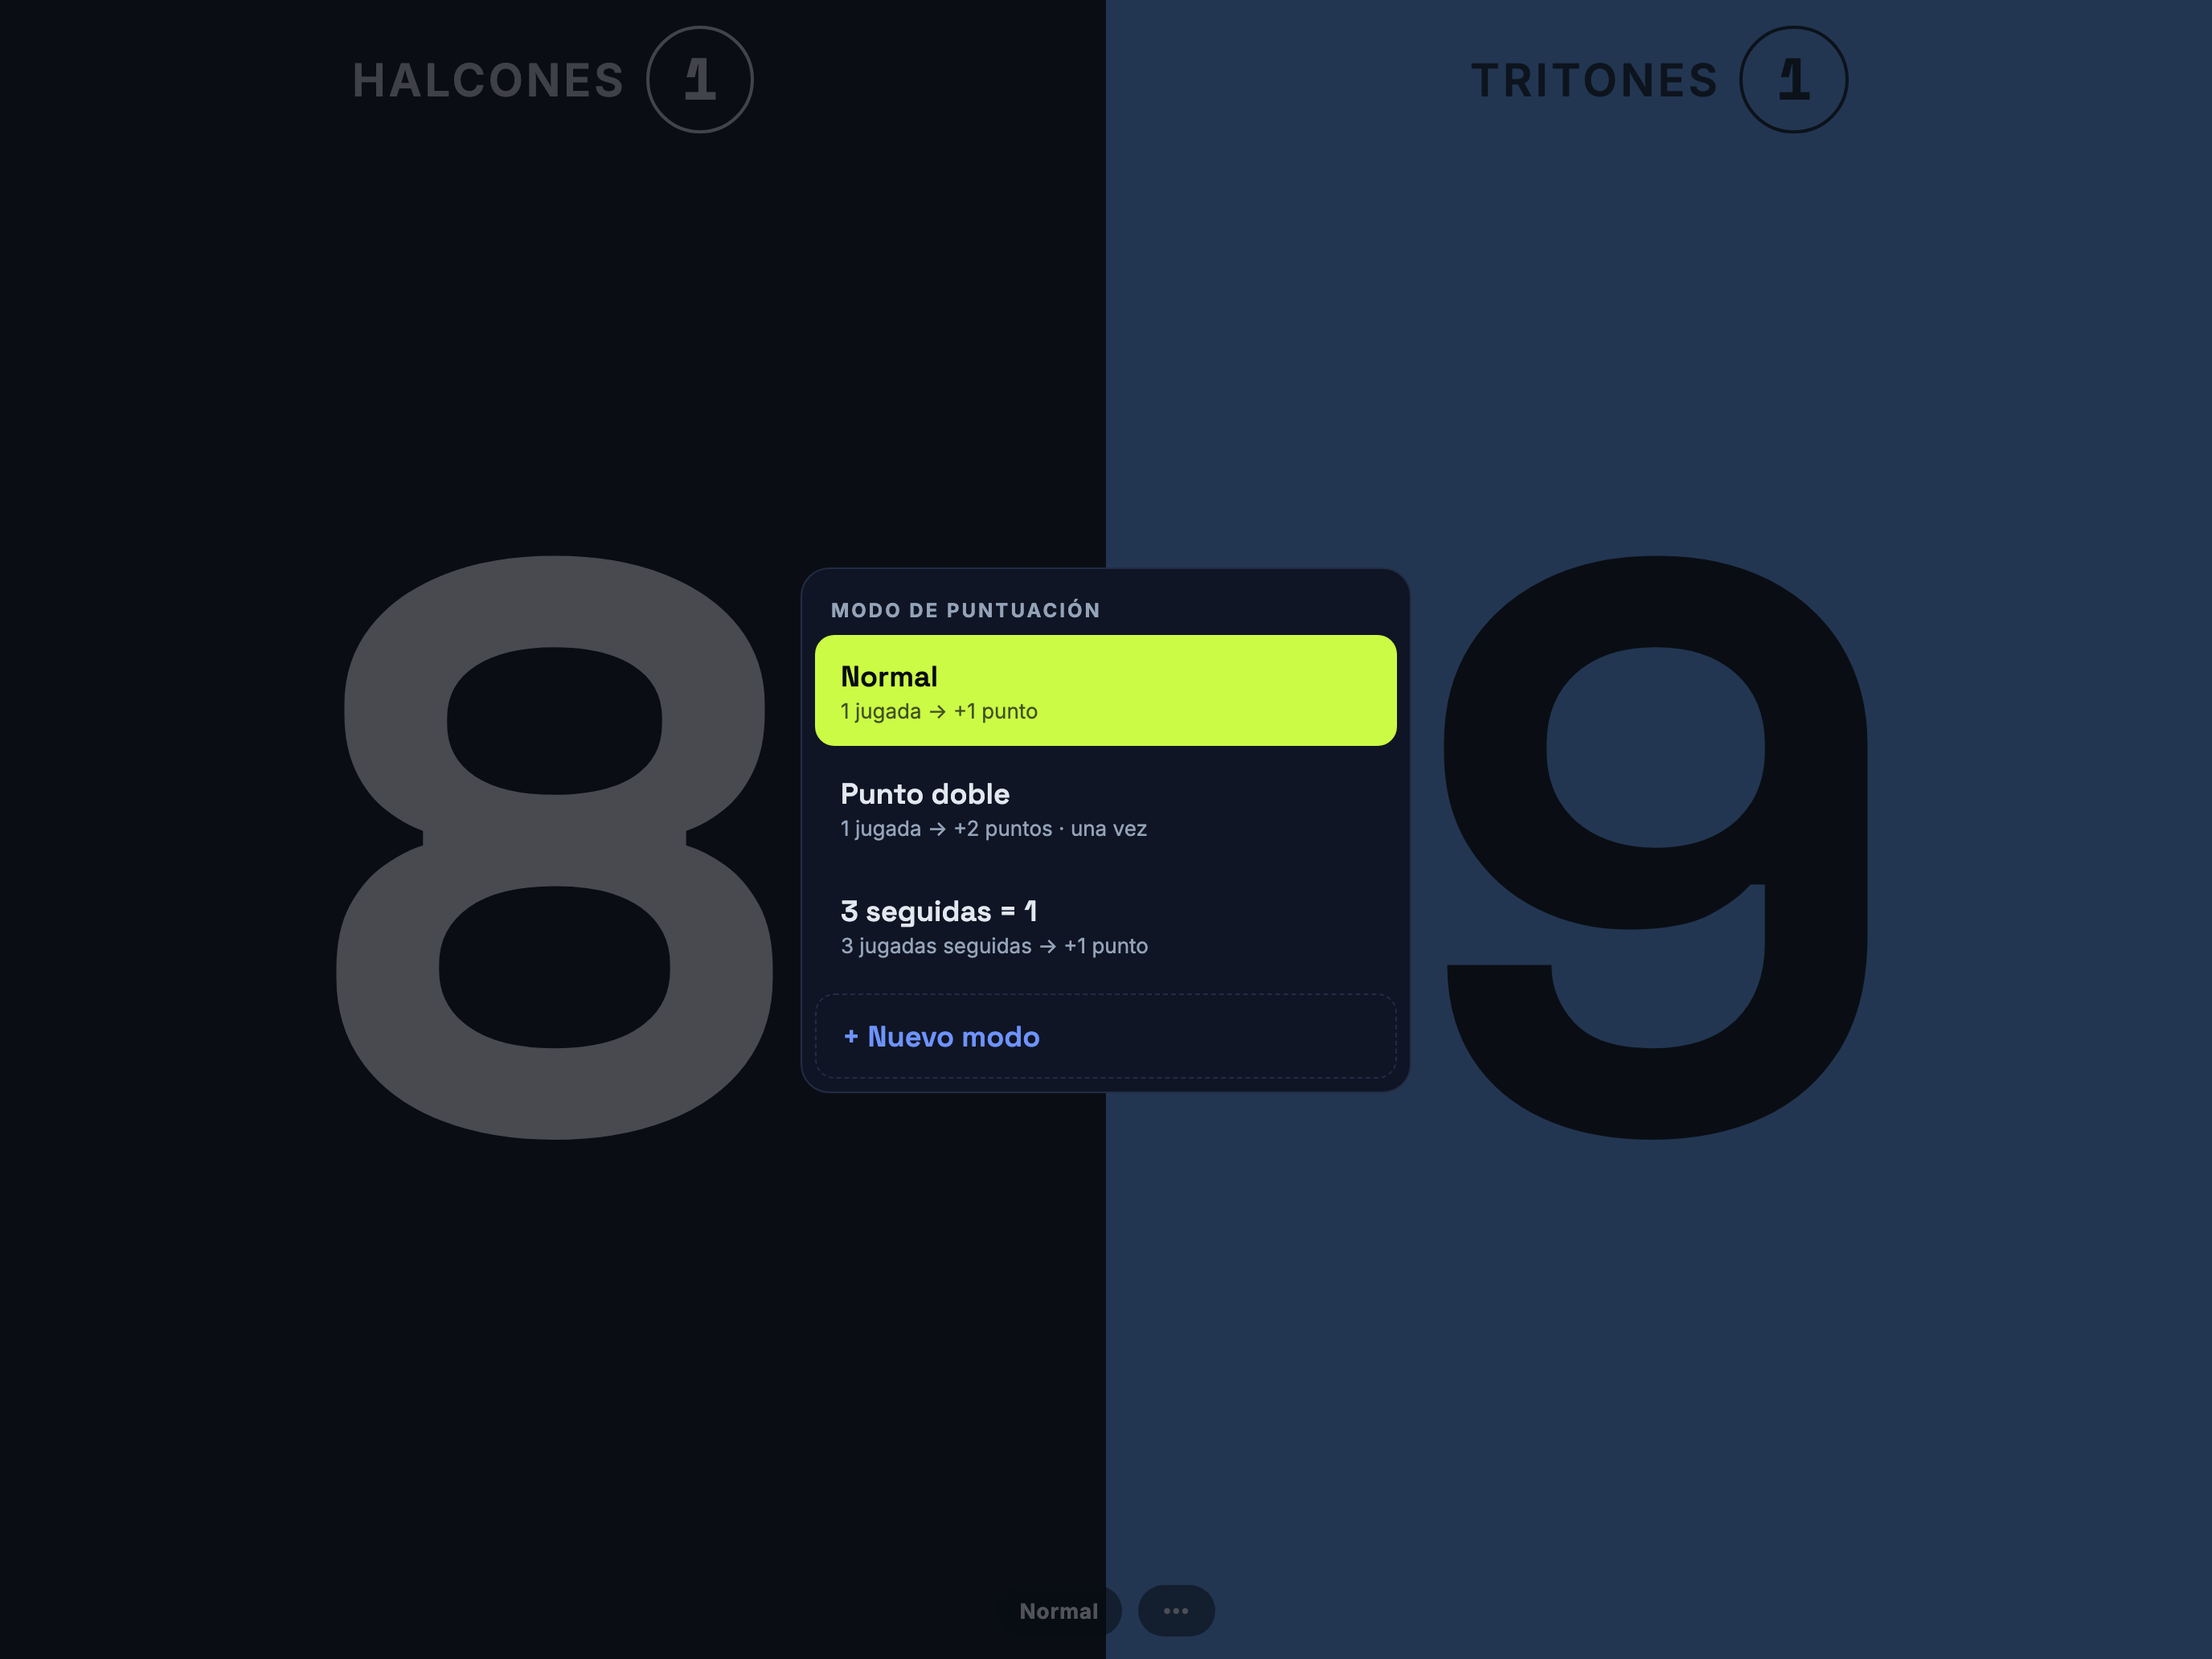 HALCONES 1
TRITONES 1
8
9
MODO DE PUNTUACIÓN
Normal
1 jugada → +1 punto
Punto doble
1 jugada → +2 puntos · una vez
3 seguidas = 1
3 jugadas seguidas → +1 punto
+ Nuevo modo
Normal
•••